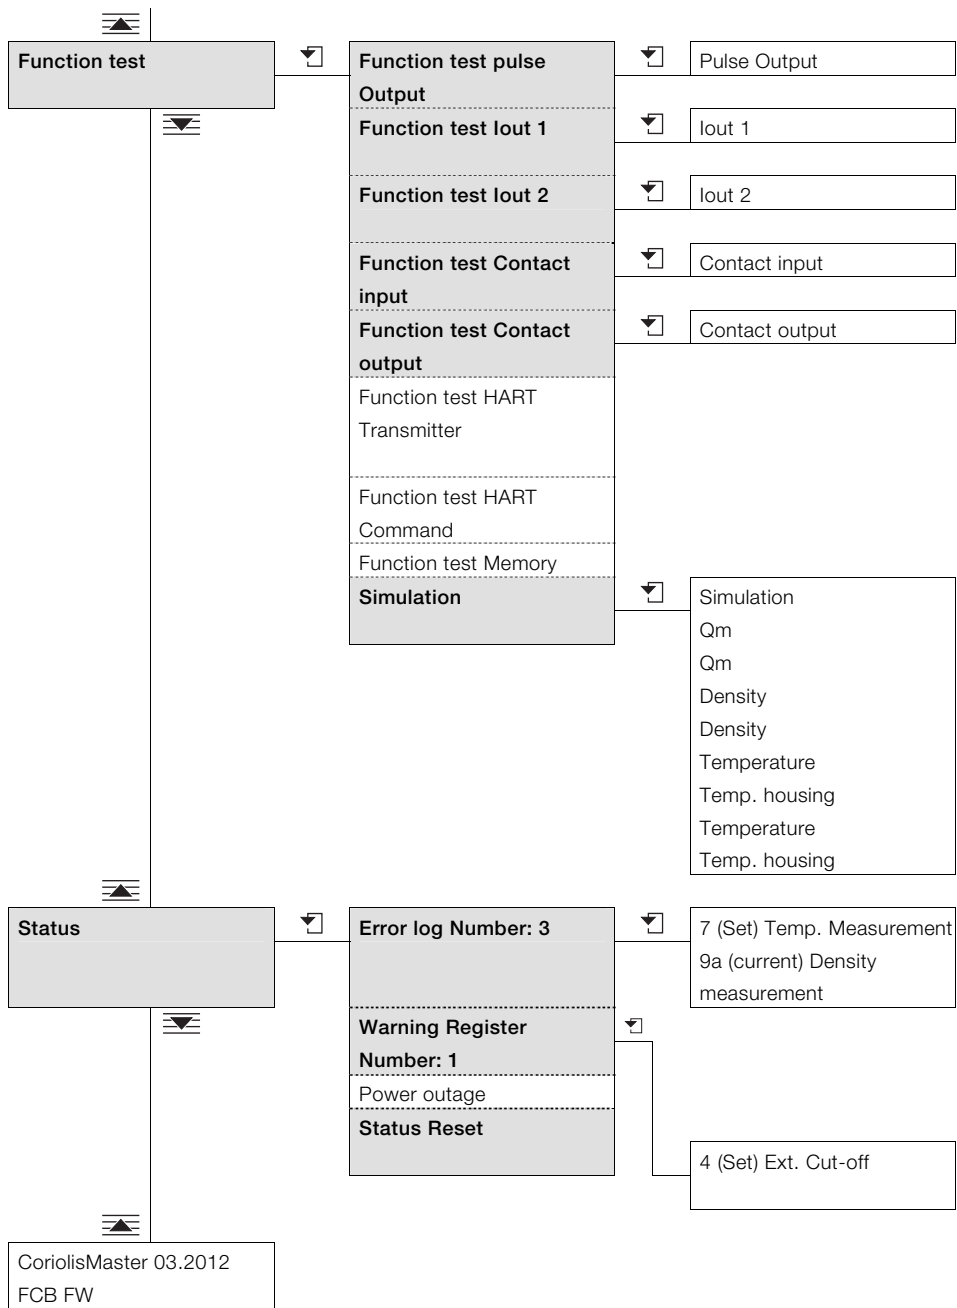 Function test
Function test pulse
Output
Pulse Output
Function test Iout 1
Iout 1
Function test Iout 2
Iout 2
Function test Contact
input
Contact input
Function test Contact
output
Contact output
Function test HART
Transmitter
Function test HART
Command
Function test Memory
Simulation
Simulation
Qm
Qm
Density
Density
Temperature
Temp. housing
Temperature
Temp. housing
Status
Error log Number: 3
7 (Set) Temp. Measurement
9a (current) Density
measurement
Warning Register
Number: 1
Power outage
Status Reset
4 (Set) Ext. Cut-off
CoriolisMaster 03.2012
FCB FW